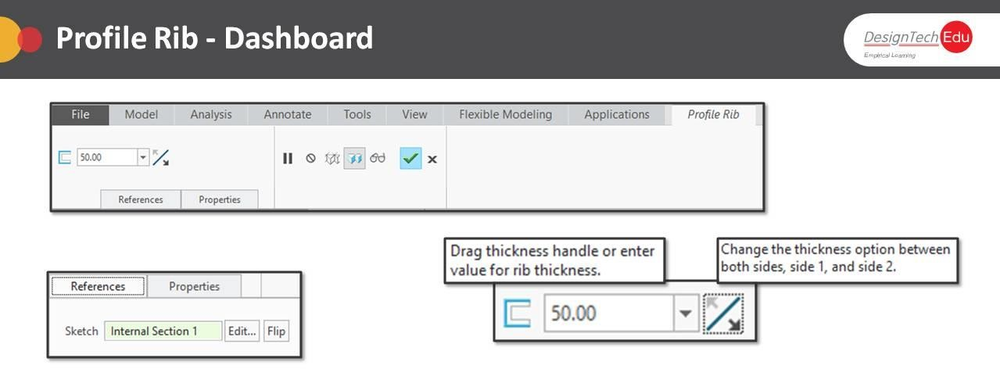 Profile Rib - Dashboard
DesignTech Edu
Empirical Learning
File Model Analysis Annotate Tools View Flexible Modeling Applications Profile Rib
50.00
References Properties
Drag thickness handle or enter
value for rib thickness.
Change the thickness option between
both sides, side 1, and side 2.
References Properties
Sketch Internal Section 1 Edit... Flip
50.00